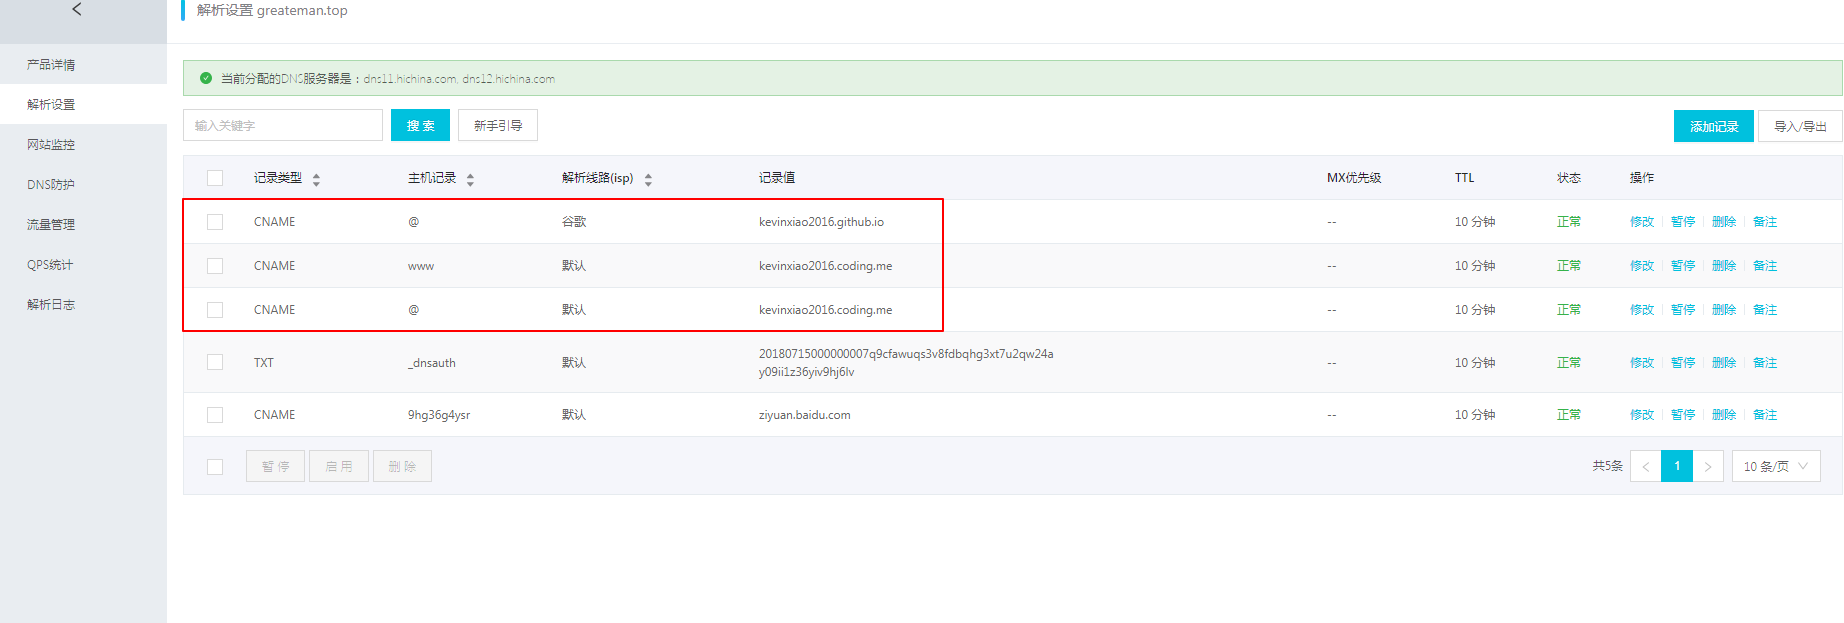 解析设置 greateman.top
产品详情
解析设置
网站监控
DNS防护
流量管理
QPS统计
解析日志
当前分配的DNS服务器是：dns11.hichina.com, dns12.hichina.com
输入关键字 搜 索 新手引导 添加记录 导入/导出
记录类型 主机记录 解析线路(isp) 记录值 MX优先级 TTL 状态 操作
CNAME @ 谷歌 kevinxiao2016.github.io -- 10 分钟 正常 修改 暂停 删除 备注
CNAME www 默认 kevinxiao2016.coding.me -- 10 分钟 正常 修改 暂停 删除 备注
CNAME @ 默认 kevinxiao2016.coding.me -- 10 分钟 正常 修改 暂停 删除 备注
TXT _dnsauth 默认 20180715000000007q9cfawuqs3v8fdbqhg3xt7u2qw24a -- 10 分钟 正常 修改 暂停 删除 备注
y09ii1z36yiv9hj6lv
CNAME 9hg36g4ysr 默认 ziyuan.baidu.com -- 10 分钟 正常 修改 暂停 删除 备注
暂 停 启 用 删 除 共5条 < 1 > 10 条/页